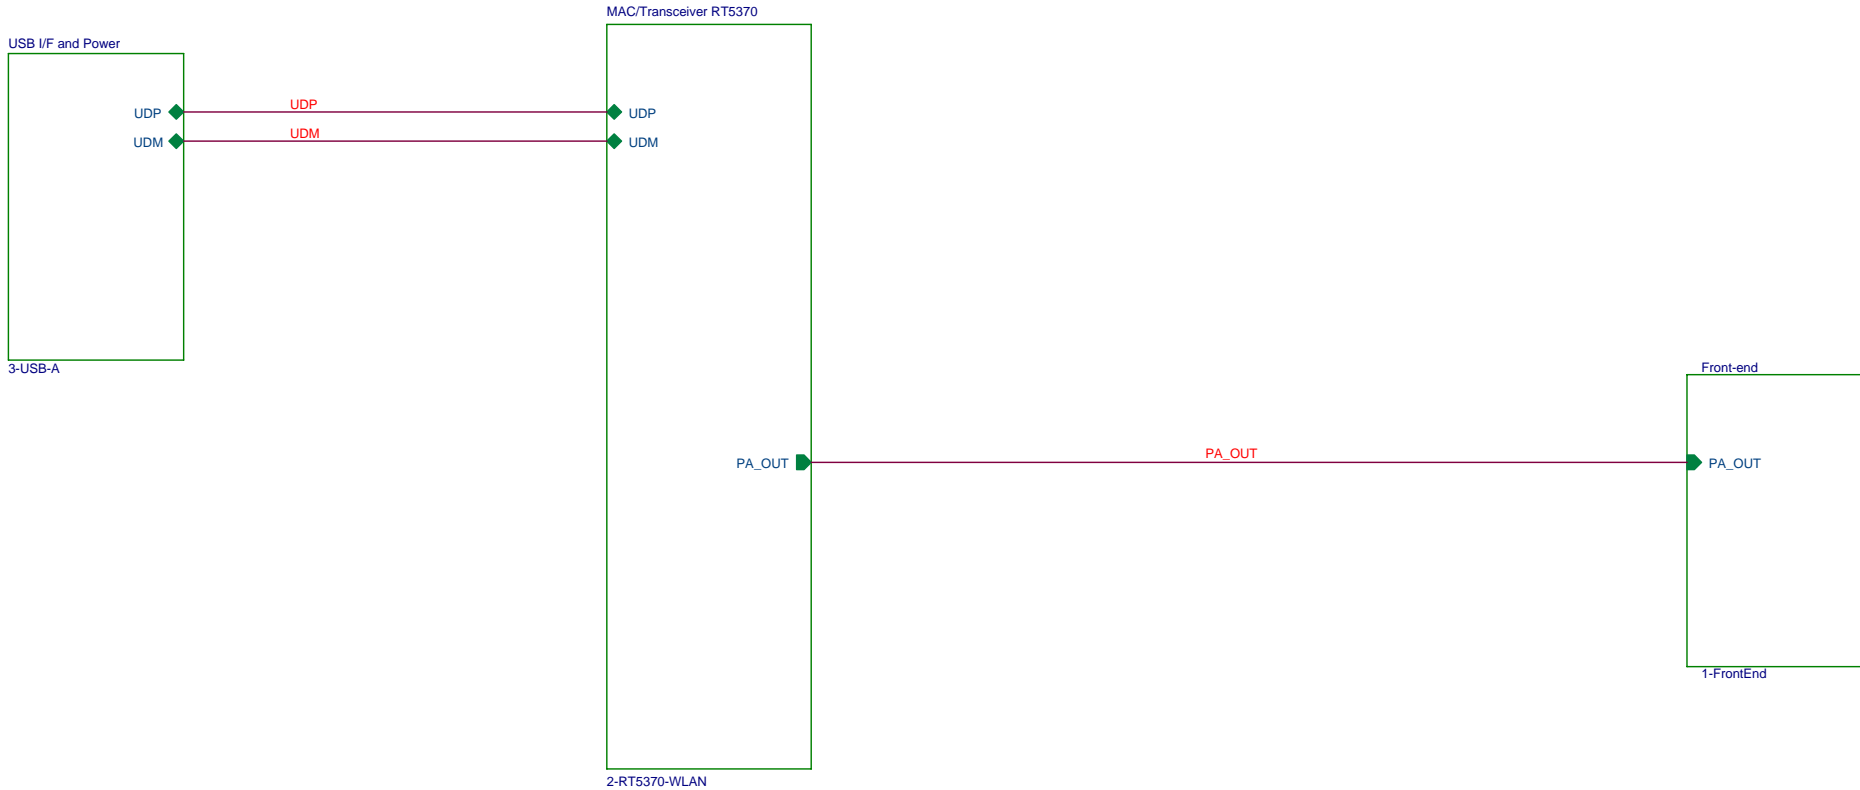 MAC/Transceiver RT5370
USB I/F and Power
UDP
UDP
UDP
UDM
UDM
UDM
3-USB-A
Front-end
PA_OUT
PA_OUT
PA_OUT
1-FrontEnd
2-RT5370-WLAN